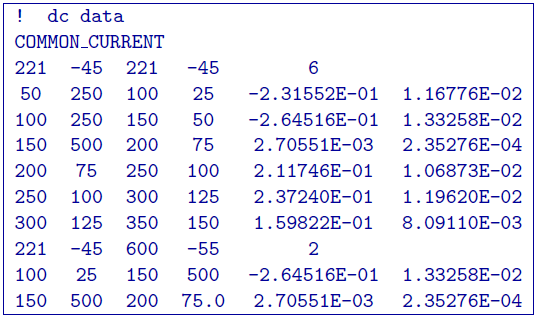 ! dc data
COMMON_CURRENT
221 -45 221 -45 6
50 250 100 25 -2.31552E-01 1.16776E-02
100 250 150 50 -2.64516E-01 1.33258E-02
150 500 200 75 2.70551E-03 2.35276E-04
200 75 250 100 2.11746E-01 1.06873E-02
250 100 300 125 2.37240E-01 1.19620E-02
300 125 350 150 1.59822E-01 8.09110E-03
221 -45 600 -55 2
100 25 150 500 -2.64516E-01 1.33258E-02
150 500 200 75.0 2.70551E-03 2.35276E-04